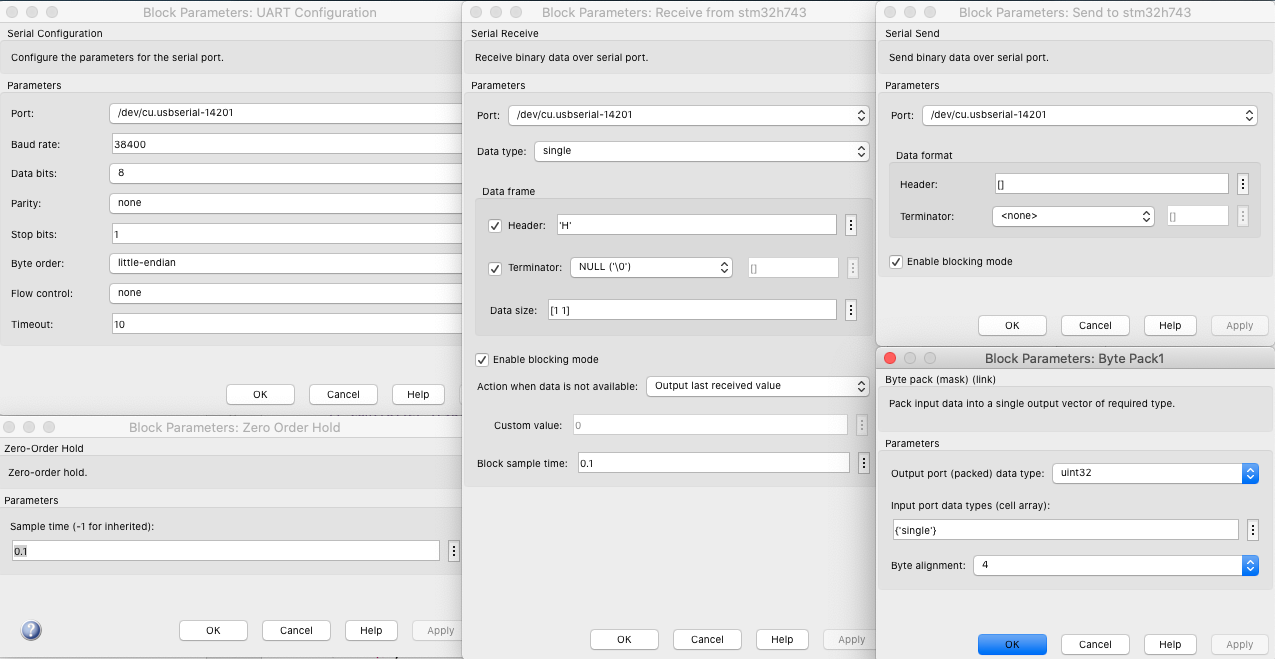 Block Parameters: UART Configuration
Serial Configuration
Configure the parameters for the serial port.
Parameters
Port: /dev/cu.usbserial-14201
Baud rate: 38400
Data bits: 8
Parity: none
Stop bits: 1
Byte order: little-endian
Flow control: none
Timeout: 10
OK Cancel Help
Block Parameters: Zero Order Hold
Zero-Order Hold
Zero-order hold.
Parameters
Sample time (-1 for inherited):
0.1
? OK Cancel Help Apply
Block Parameters: Receive from stm32h743
Serial Receive
Receive binary data over serial port.
Parameters
Port: /dev/cu.usbserial-14201
Data type: single
Data frame
Header: 'H'
Terminator: NULL ('\0') []
Data size: [1 1]
Enable blocking mode
Action when data is not available: Output last received value
Custom value: 0
Block sample time: 0.1
OK Cancel Help Apply
Block Parameters: Send to stm32h743
Serial Send
Send binary data over serial port.
Parameters
Port: /dev/cu.usbserial-14201
Data format
Header: []
Terminator: <none> []
Enable blocking mode
OK Cancel Help Apply
Block Parameters: Byte Pack1
Byte pack (mask) (link)
Pack input data into a single output vector of required type.
Parameters
Output port (packed) data type: uint32
Input port data types (cell array):
{'single'}
Byte alignment: 4
OK Cancel Help Apply